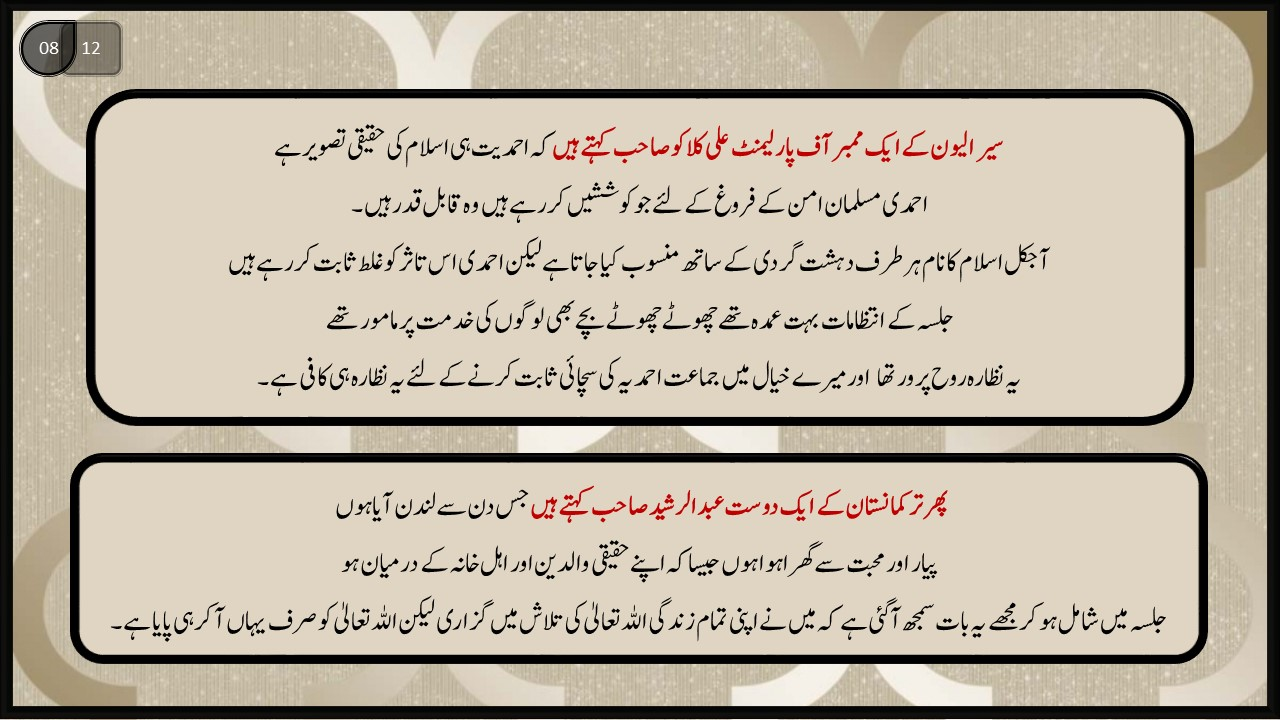 08 12
سیر الیون کے ایک ممبر آف پارلیمنٹ علی کلا کو صاحب کہتے ہیں کہ احمدیت ہی اسلام کی حقیقی تصویر ہے
احمدی مسلمان امن کے فروغ کے لئے جو کوششیں کر رہے ہیں وہ قابل قدر ہیں۔
آجکل اسلام کا نام ہر طرف دہشت گردی کے ساتھ منسوب کیا جاتا ہے لیکن احمدی اس تاثر کو غلط ثابت کر رہے ہیں
جلسہ کے انتظامات بہت عمدہ تھے چھوٹے چھوٹے بچے بھی لوگوں کی خدمت پر مامور تھے
یہ نظارہ روح پرور تھا اور میرے خیال میں جماعت احمدیہ کی سچائی ثابت کرنے کے لئے یہ نظارہ ہی کافی ہے۔
پھر ترکمانستان کے ایک دوست عبد الرشید صاحب کہتے ہیں جس دن سے لندن آیا ہوں
پیار اور محبت سے گھرا ہوا ہوں جیسا کہ اپنے حقیقی والدین اور اہل خانہ کے درمیان ہو
جلسہ میں شامل ہو کر مجھے یہ بات سمجھ آگئی ہے کہ میں نے اپنی تمام زندگی اللہ تعالیٰ کی تلاش میں گزاری لیکن اللہ تعالیٰ کو صرف یہاں آ کر ہی پایا ہے۔